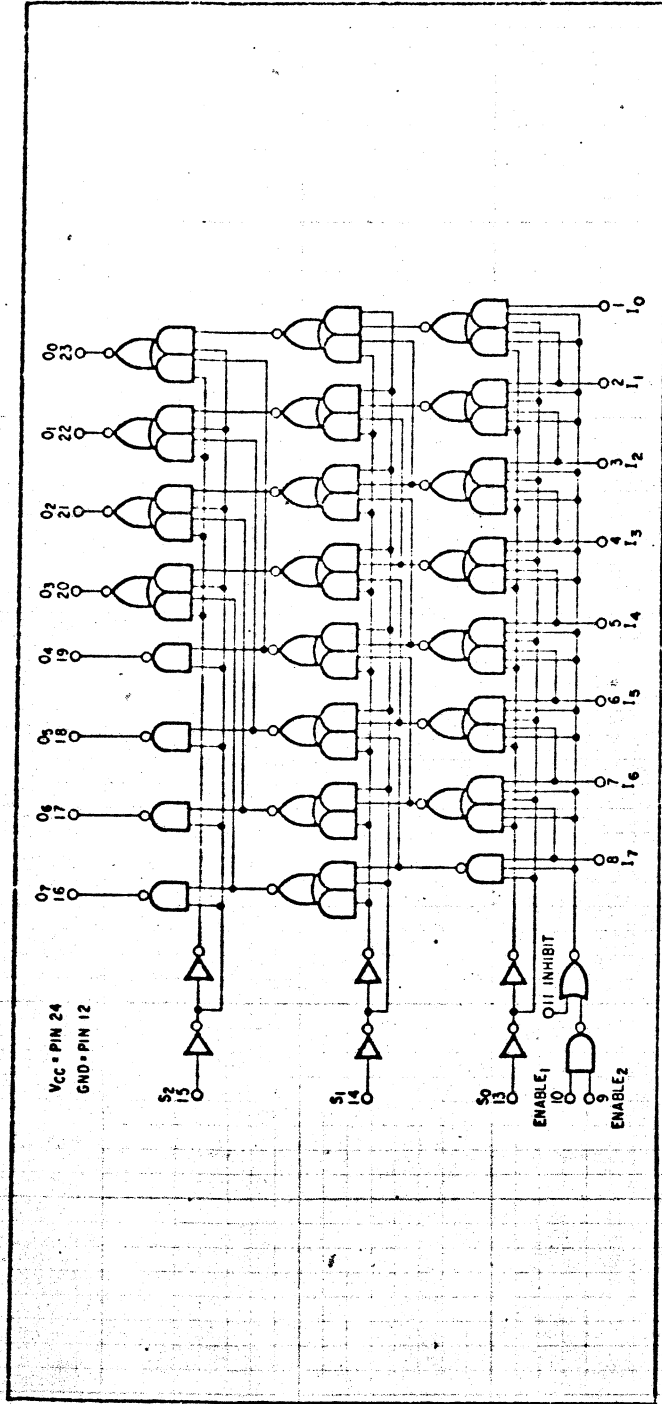 V_CC = PIN 24
GND = PIN 12
O7 O6 O5 O4 O3 O2 O1 O0
16 17 18 19 20 21 22 23
S2
15
S1
14
S0
13
ENABLE1
10
9
ENABLE2
11 INHIBIT
8 7 6 5 4 3 2 1
I7 I6 I5 I4 I3 I2 I1 I0